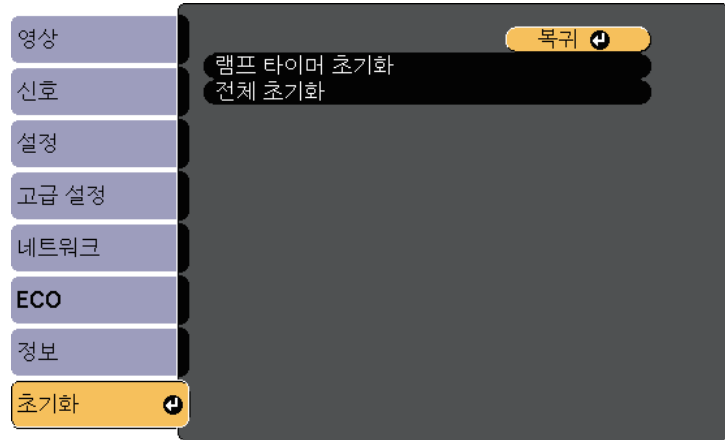 영상
신호
설정
고급 설정
네트워크
ECO
정보
초기화
복귀
램프 타이머 초기화
전체 초기화